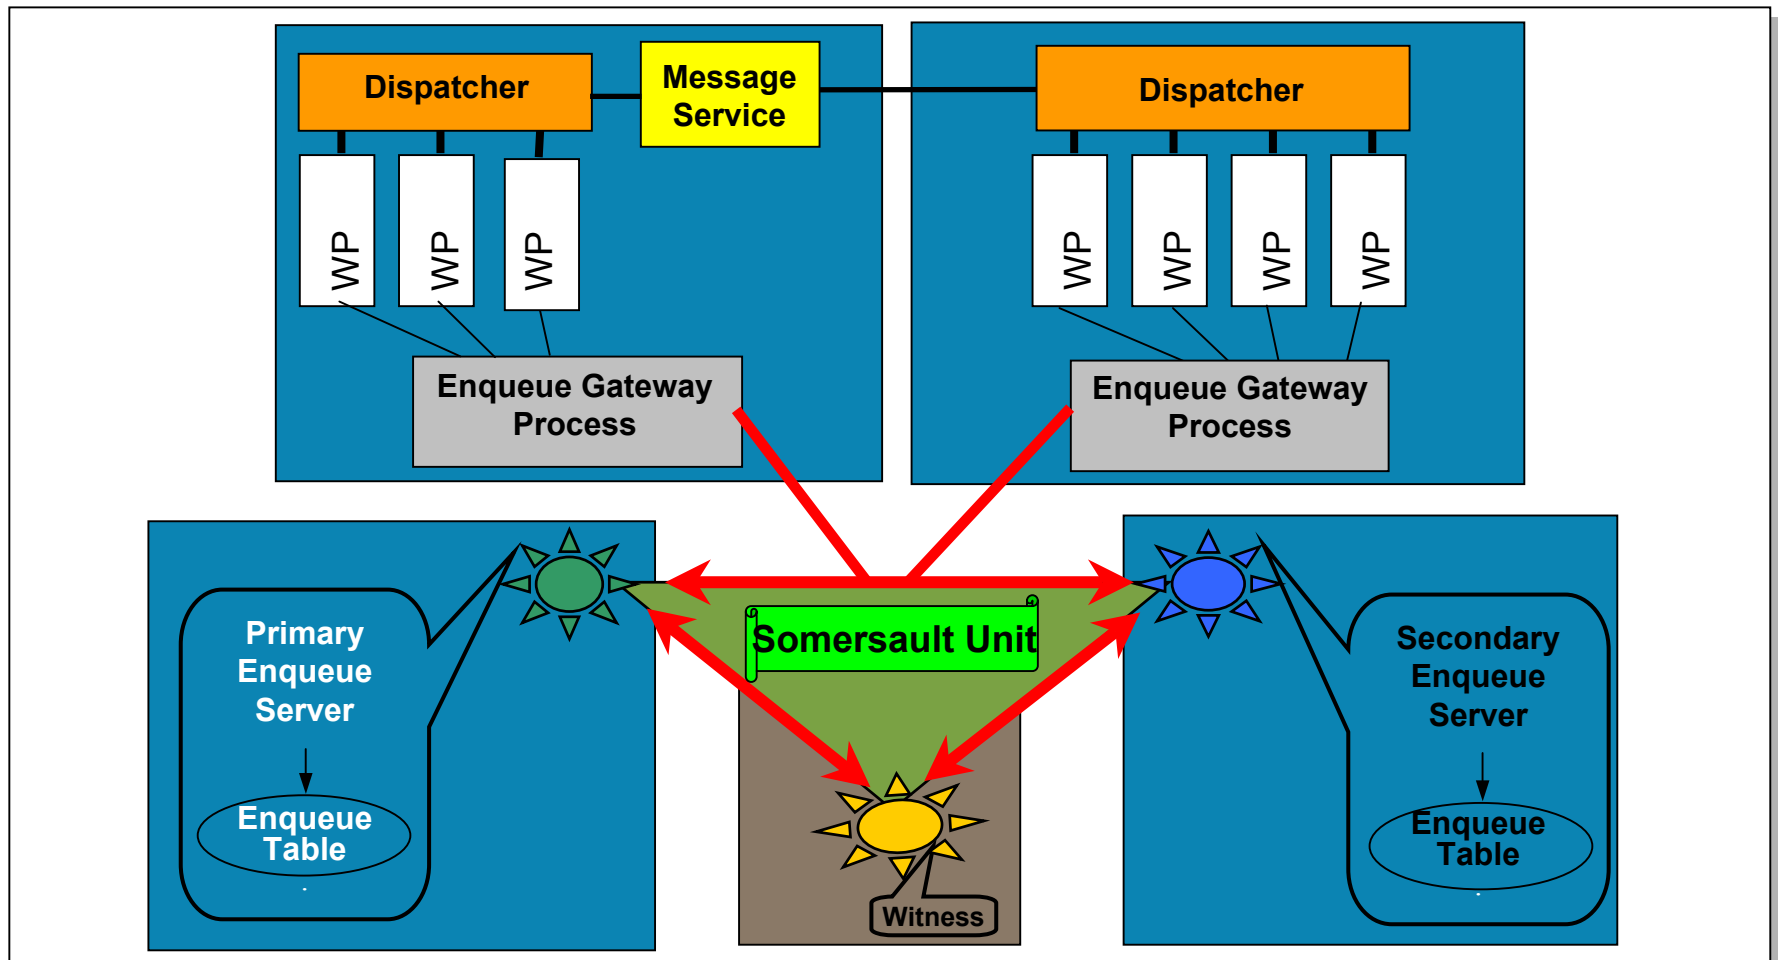 Dispatcher
Message
Service
Dispatcher
WP
WP
WP
WP
WP
WP
WP
Enqueue Gateway
Process
Enqueue Gateway
Process
Somersault Unit
Primary
Enqueue
Server
Enqueue
Table
.
Secondary
Enqueue
Server
Enqueue
Table
.
Witness